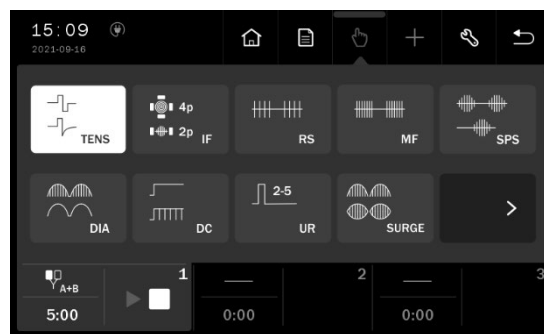 15:09
2021-09-16
TENS
4p
2p
IF
RS
MF
SPS
DIA
DC
2-5
UR
SURGE
A+B
5:00
1
0:00
2
0:00
3